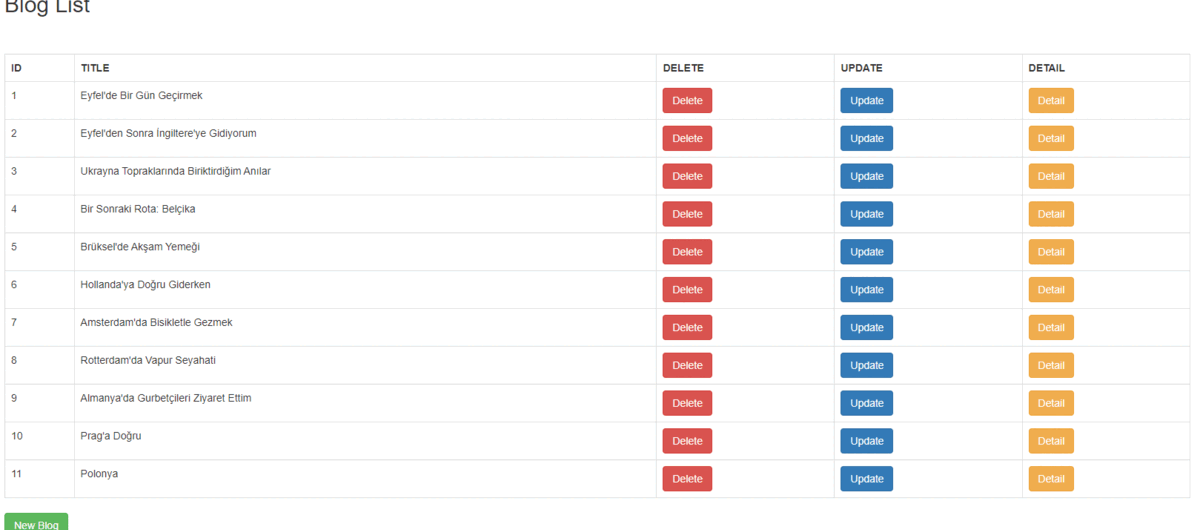 Blog List
ID TITLE DELETE UPDATE DETAIL
1 Eyfel'de Bir Gün Geçirmek Delete Update Detail
2 Eyfel'den Sonra İngiltere'ye Gidiyorum Delete Update Detail
3 Ukrayna Topraklarında Biriktirdiğim Anılar Delete Update Detail
4 Bir Sonraki Rota: Belçika Delete Update Detail
5 Brüksel'de Akşam Yemeği Delete Update Detail
6 Hollanda'ya Doğru Giderken Delete Update Detail
7 Amsterdam'da Bisikletle Gezmek Delete Update Detail
8 Rotterdam'da Vapur Seyahati Delete Update Detail
9 Almanya'da Gurbetçileri Ziyaret Ettim Delete Update Detail
10 Prag'a Doğru Delete Update Detail
11 Polonya Delete Update Detail
New Blog